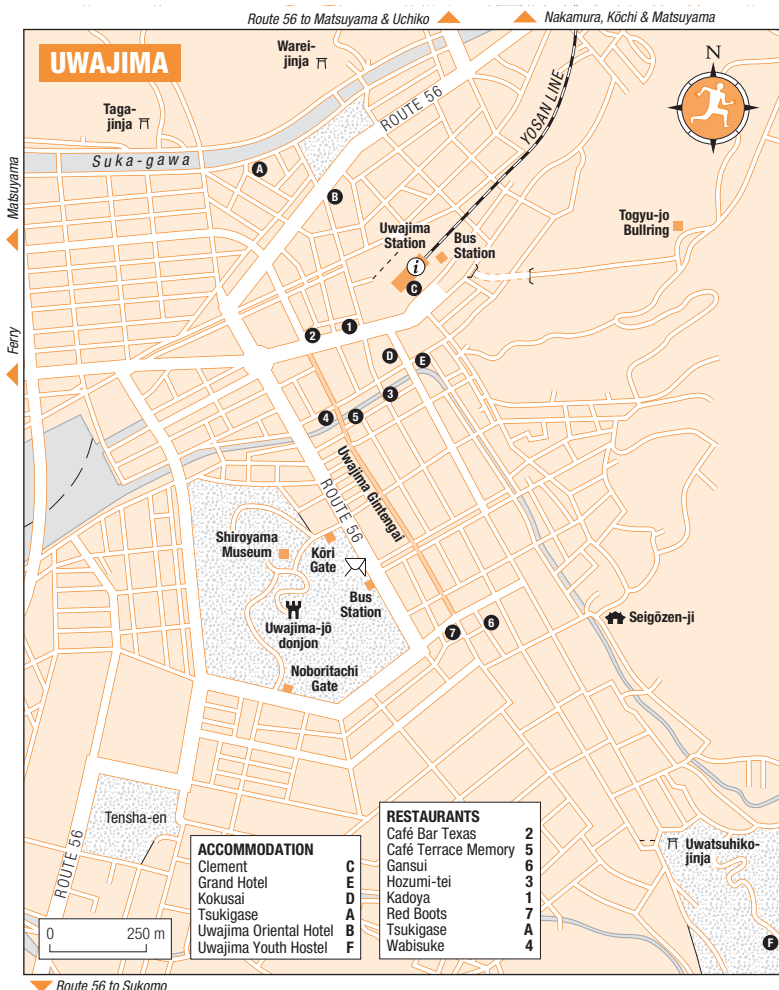 Route 56 to Matsuyama & Uchiko
Nakamura, Kōchi & Matsuyama
UWAJIMA
Warei-
jinja
N
Taga-
jinja
ROUTE 56
YOSAN LINE
Suka-gawa
A
B
Matsuyama
Togyu-jo
Bullring
Uwajima
Station
Bus
Station
i
C
Ferry
2
1
D
E
3
4
5
Uwajima Gintengai
ROUTE 56
Shiroyama
Museum
Kōri
Gate
Bus
Station
Uwajima-jō
donjon
7
6
Seigōzen-ji
Noboritachi
Gate
Tensha-en
ROUTE 56
ACCOMMODATION
Clement C
Grand Hotel E
Kokusai D
Tsukigase A
Uwajima Oriental Hotel B
Uwajima Youth Hostel F
RESTAURANTS
Café Bar Texas 2
Café Terrace Memory 5
Gansui 6
Hozumi-tei 3
Kadoya 1
Red Boots 7
Tsukigase A
Wabisuke 4
Uwatsuhiko-
jinja
F
0 250 m
Route 56 to Sukomo